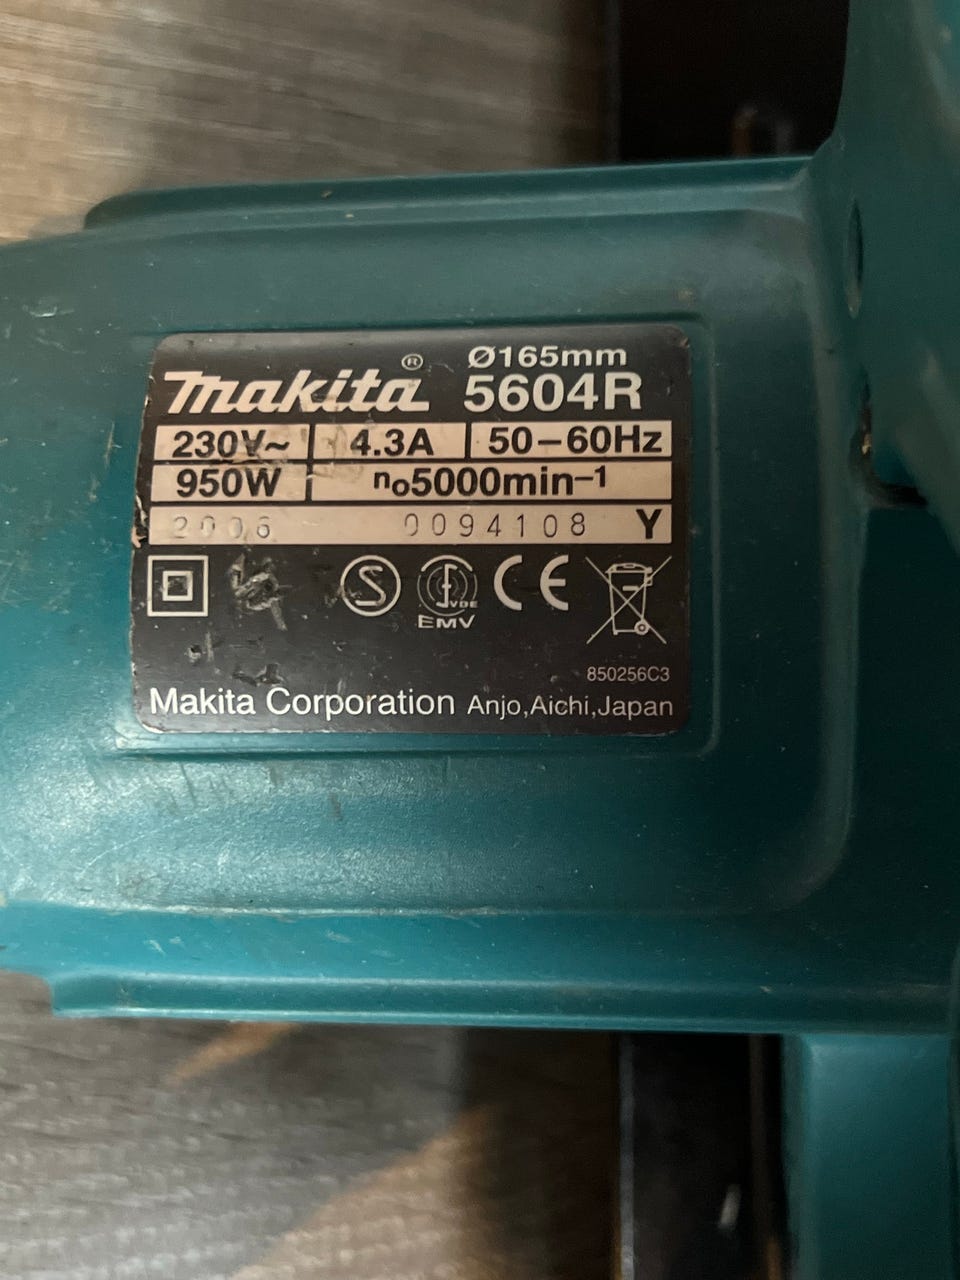 Makita® Ø165mm
5604R
230V~ 4.3A 50-60Hz
950W no5000min-1
2006 0094108 Y
S VDE CE
EMV
850256C3
Makita Corporation Anjo,Aichi,Japan